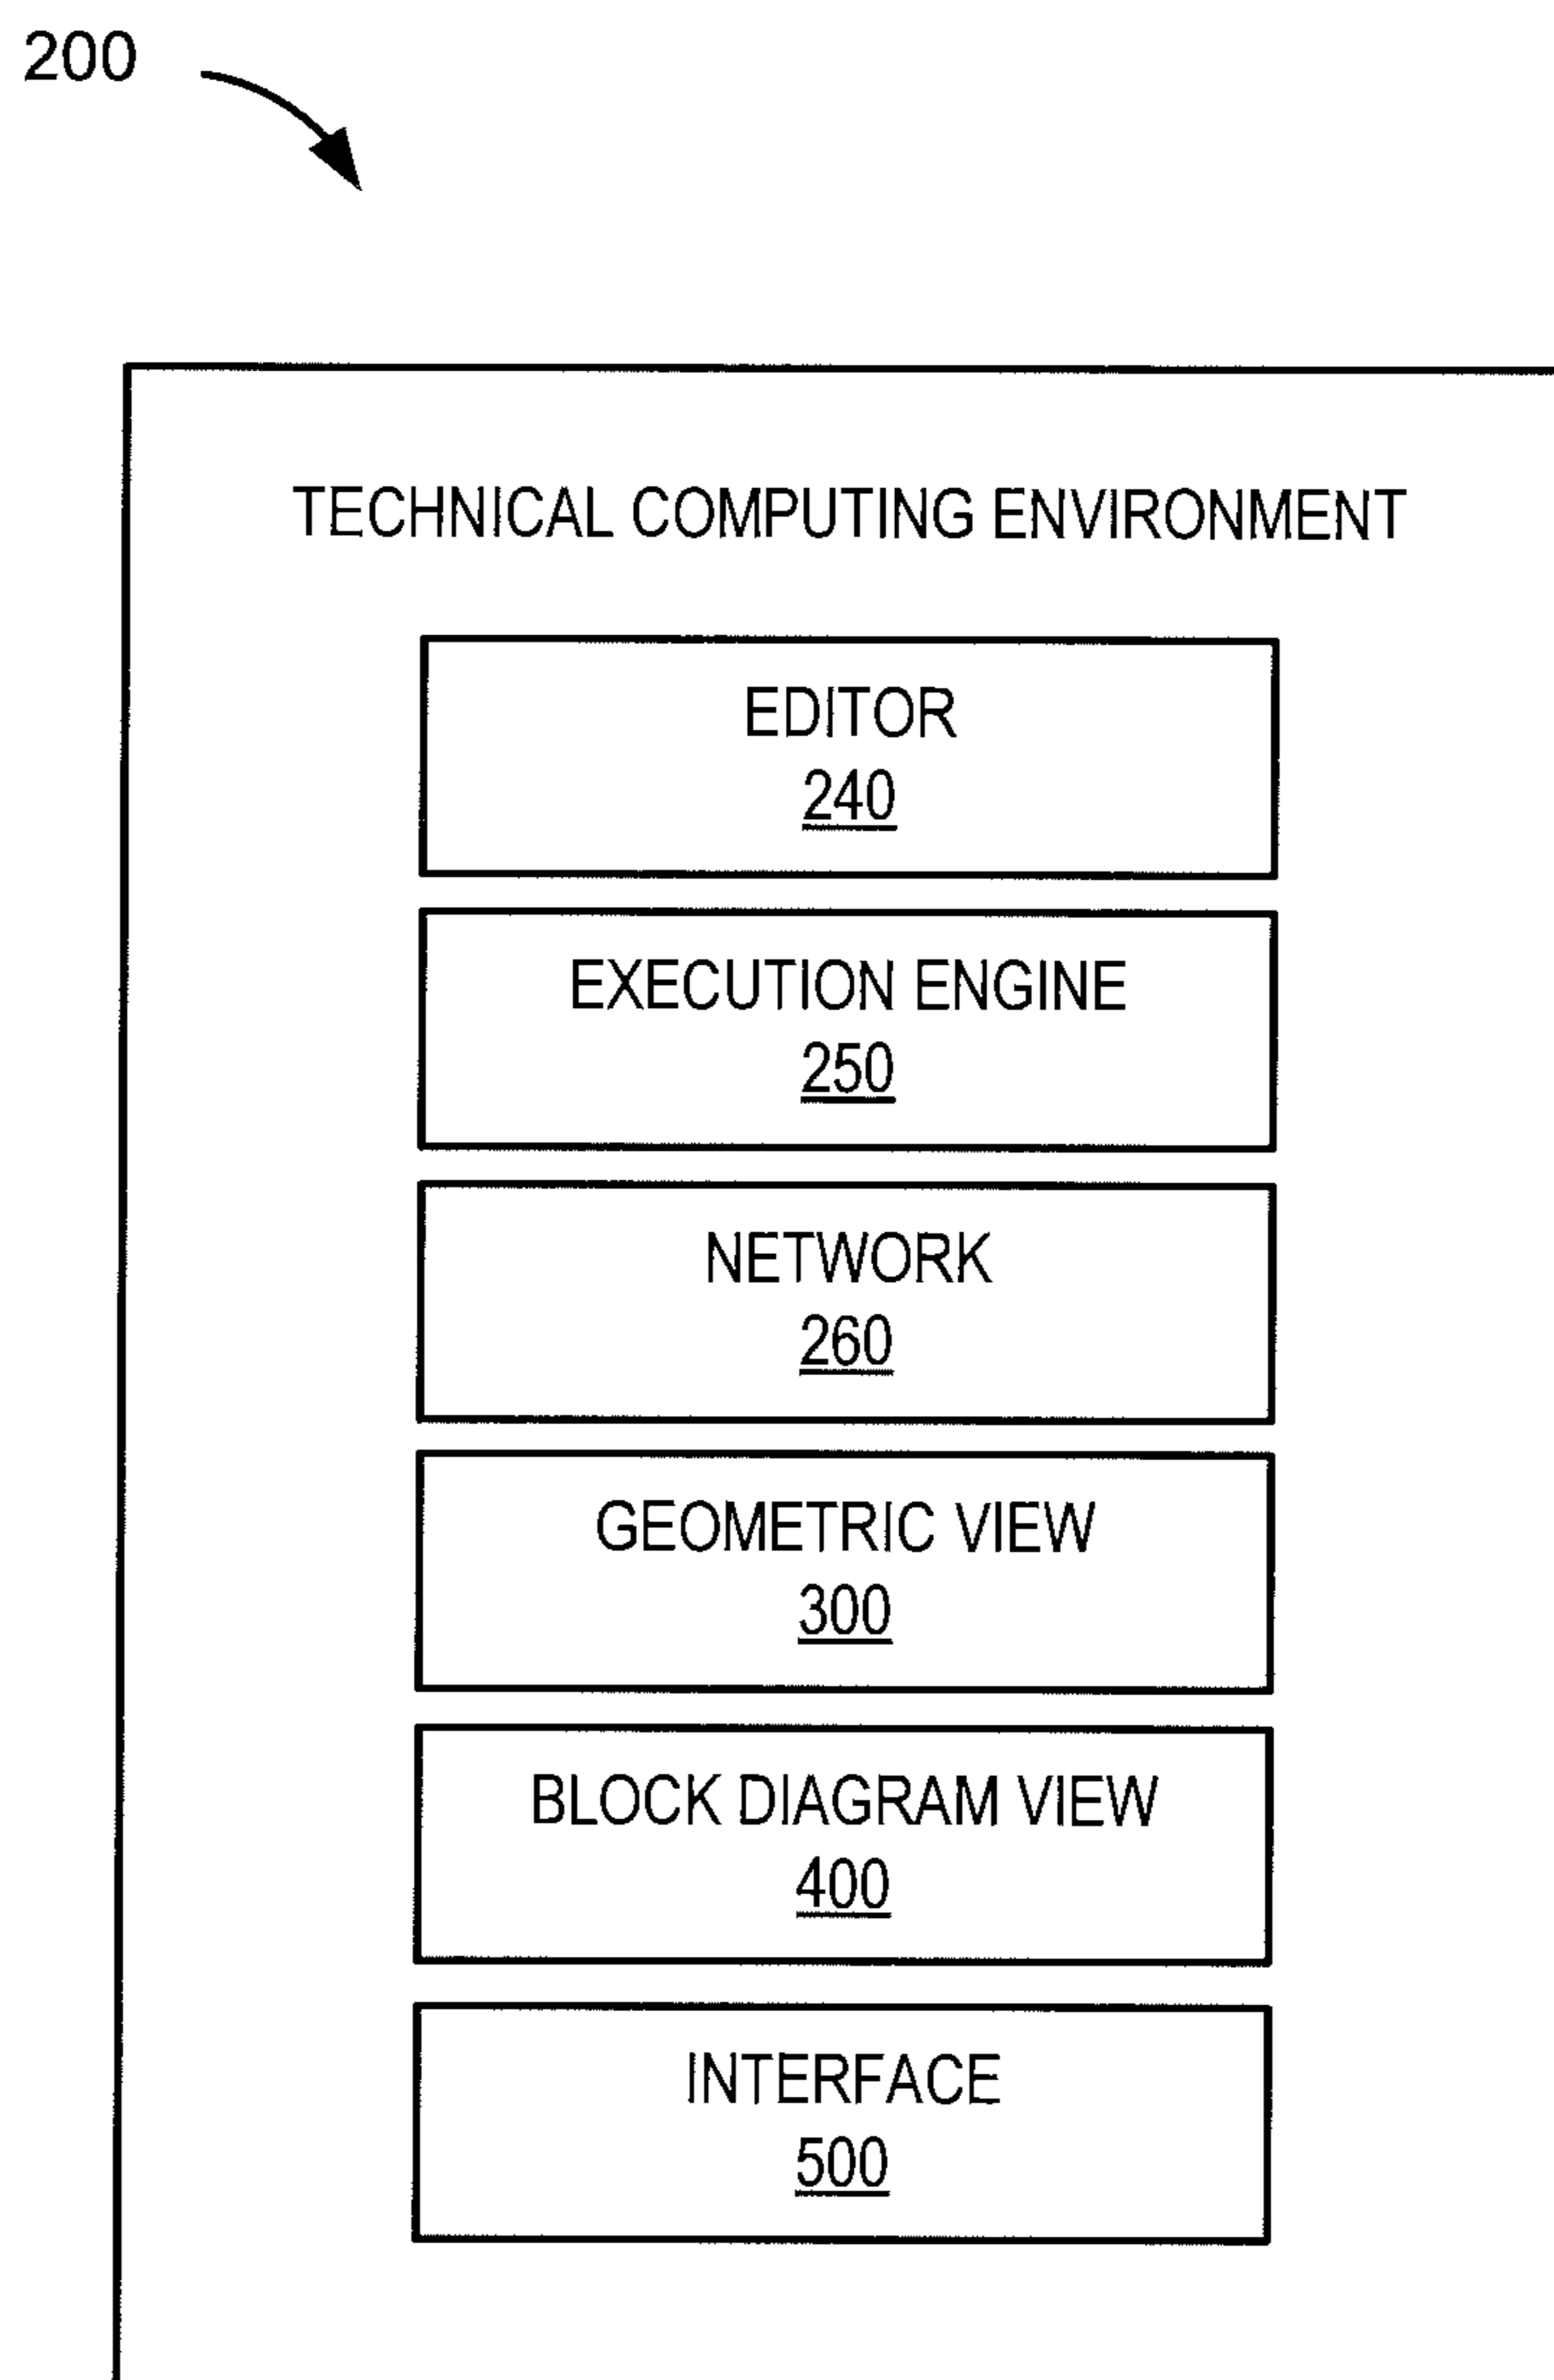 200
TECHNICAL COMPUTING ENVIRONMENT
EDITOR
240
EXECUTION ENGINE
250
NETWORK
260
GEOMETRIC VIEW
300
BLOCK DIAGRAM VIEW
400
INTERFACE
500